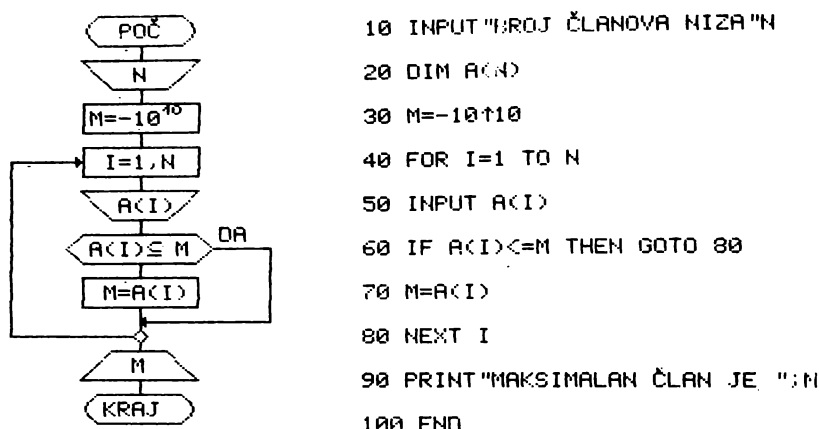 POČ
N
M=-10¹⁰
I=1,N
A(I)
A(I)≤ M
DA
M=A(I)
M
KRAJ
10 INPUT"BROJ ČLANOVA NIZA"N
20 DIM A(N)
30 M=-10↑10
40 FOR I=1 TO N
50 INPUT A(I)
60 IF A(I)<=M THEN GOTO 80
70 M=A(I)
80 NEXT I
90 PRINT"MAKSIMALAN ČLAN JE ";M
100 END